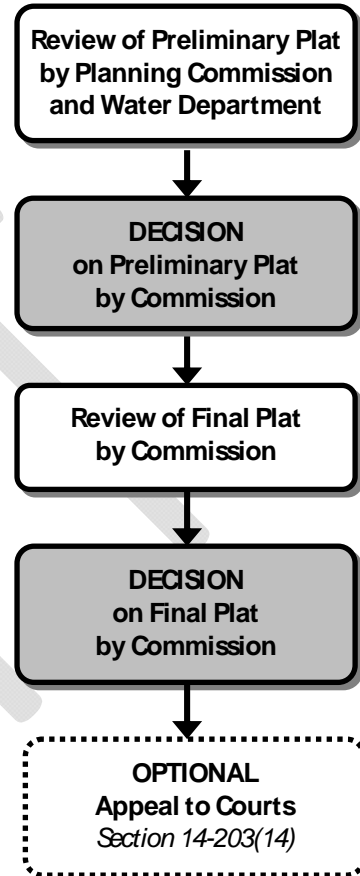 Review of Preliminary Plat
by Planning Commission
and Water Department
DECISION
on Preliminary Plat
by Commission
Review of Final Plat
by Commission
DECISION
on Final Plat
by Commission
OPTIONAL
Appeal to Courts
Section 14-203(14)